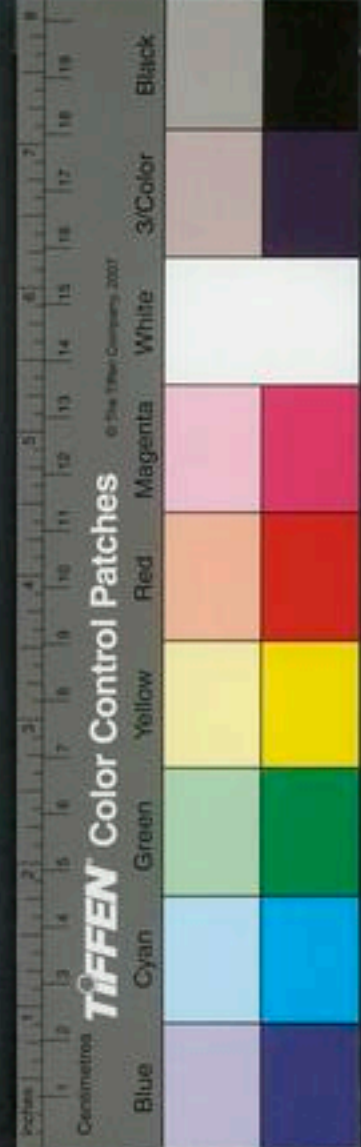 Inches
1 2 3 4 5 6 7 8
Centimetres
1 2 3 4 5 6 7 8 9 10 11 12 13 14 15 16 17 18 19
TIFFEN Color Control Patches
© The Tiffen Company, 2007
Blue Cyan Green Yellow Red Magenta White 3/Color Black